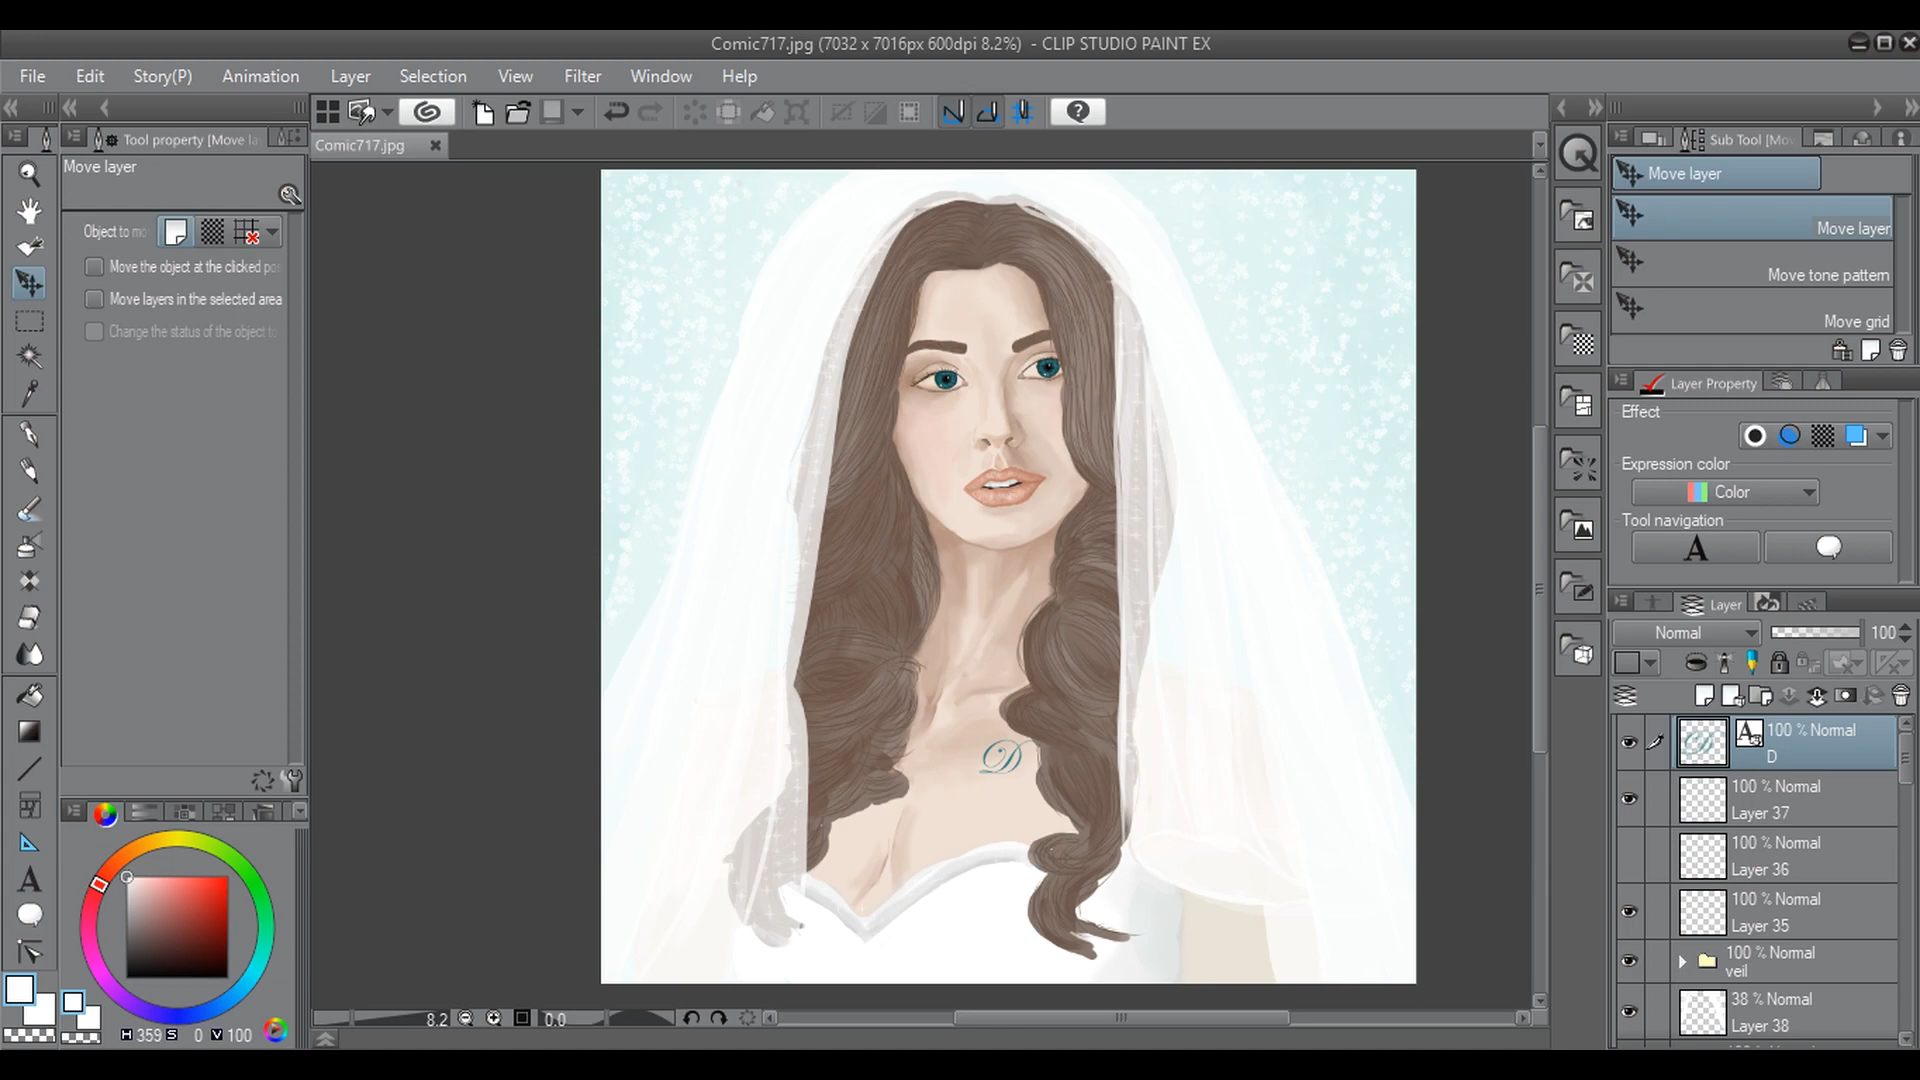 Comic717.jpg (7032 x 7016px 600dpi 8.2%) - CLIP STUDIO PAINT EX
File Edit Story(P) Animation Layer Selection View Filter Window Help
Tool property [Move la
Comic717.jpg
Move layer
Object to mo
Move the object at the clicked po
Move layers in the selected area
Change the status of the object to
D
H 359 S 0 V 100
8.2
0.0
Sub Tool [Mov
Move layer
Move layer
Move tone pattern
Move grid
Layer Property
Effect
Expression color
Color
Tool navigation
A
Layer
Normal 100
100 % Normal
D
100 % Normal
Layer 37
100 % Normal
Layer 36
100 % Normal
Layer 35
100 % Normal
veil
38 % Normal
Layer 38